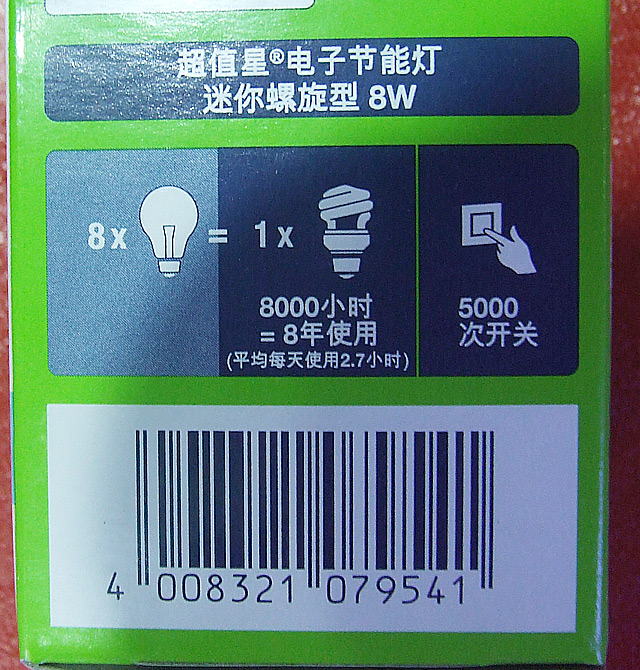 超值星®电子节能灯
迷你螺旋型 8W
8x = 1x
8000小时
= 8年使用
(平均每天使用2.7小时)
5000
次开关
4 008321 079541